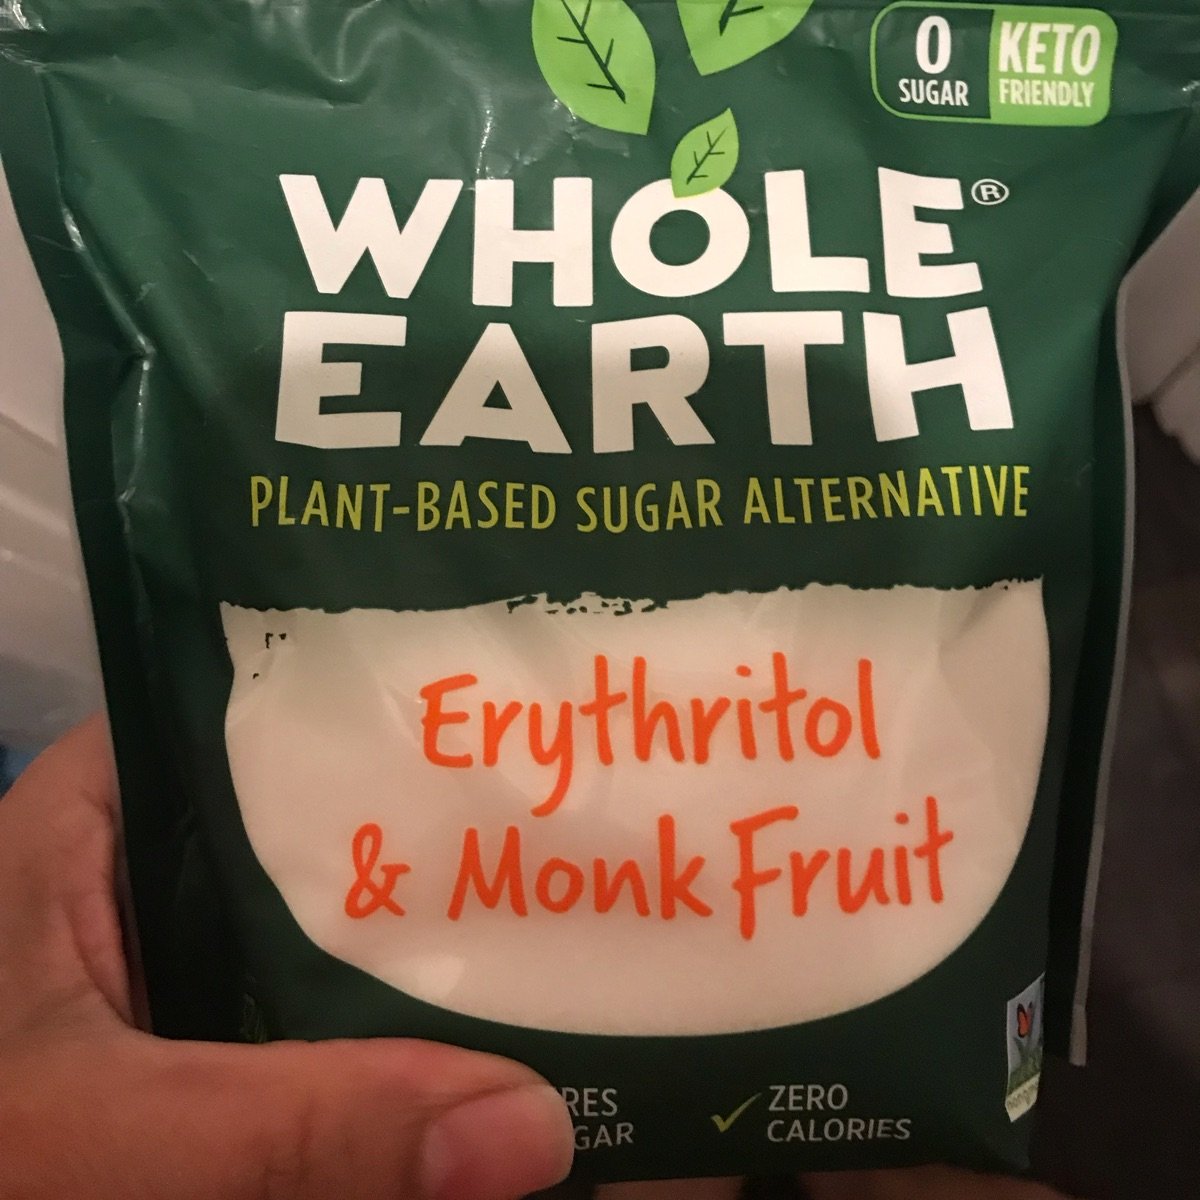 0
SUGAR
KETO
FRIENDLY
WHOLE
EARTH®
PLANT-BASED SUGAR ALTERNATIVE
Erythritol
& Monk Fruit
ZERO
CALORIES